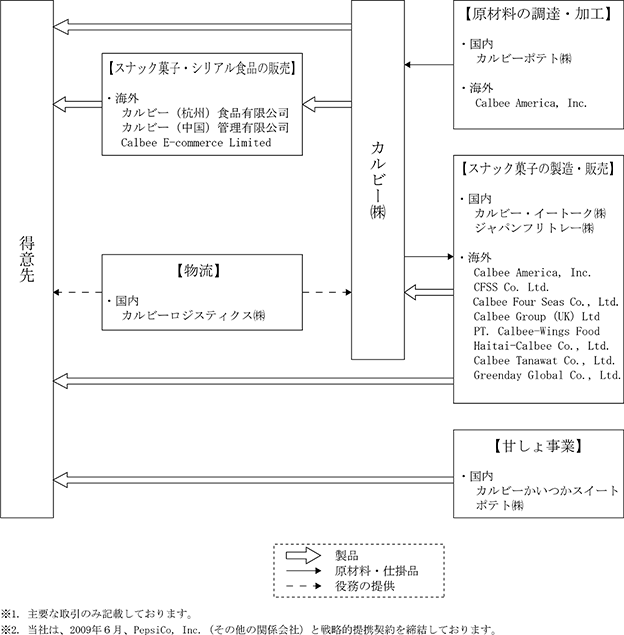 【原材料の調達・加工】
・国内
カルビーポテト㈱
・海外
Calbee America, Inc.
【スナック菓子・シリアル食品の販売】
・海外
カルビー（杭州）食品有限公司
カルビー（中国）管理有限公司
Calbee E-commerce Limited
カルビー㈱
【スナック菓子の製造・販売】
・国内
カルビー・イートーク㈱
ジャパンフリトレー㈱
・海外
Calbee America, Inc.
CFSS Co. Ltd.
Calbee Four Seas Co., Ltd.
Calbee Group (UK) Ltd
PT. Calbee-Wings Food
Haitai-Calbee Co., Ltd.
Calbee Tanawat Co., Ltd.
Greenday Global Co., Ltd.
得意先
【物流】
・国内
カルビーロジスティクス㈱
【甘しょ事業】
・国内
カルビーかいつかスイート
ポテト㈱
製品
原材料・仕掛品
役務の提供
※1. 主要な取引のみ記載しております。
※2. 当社は、2009年６月、PepsiCo, Inc.（その他の関係会社）と戦略的提携契約を締結しております。